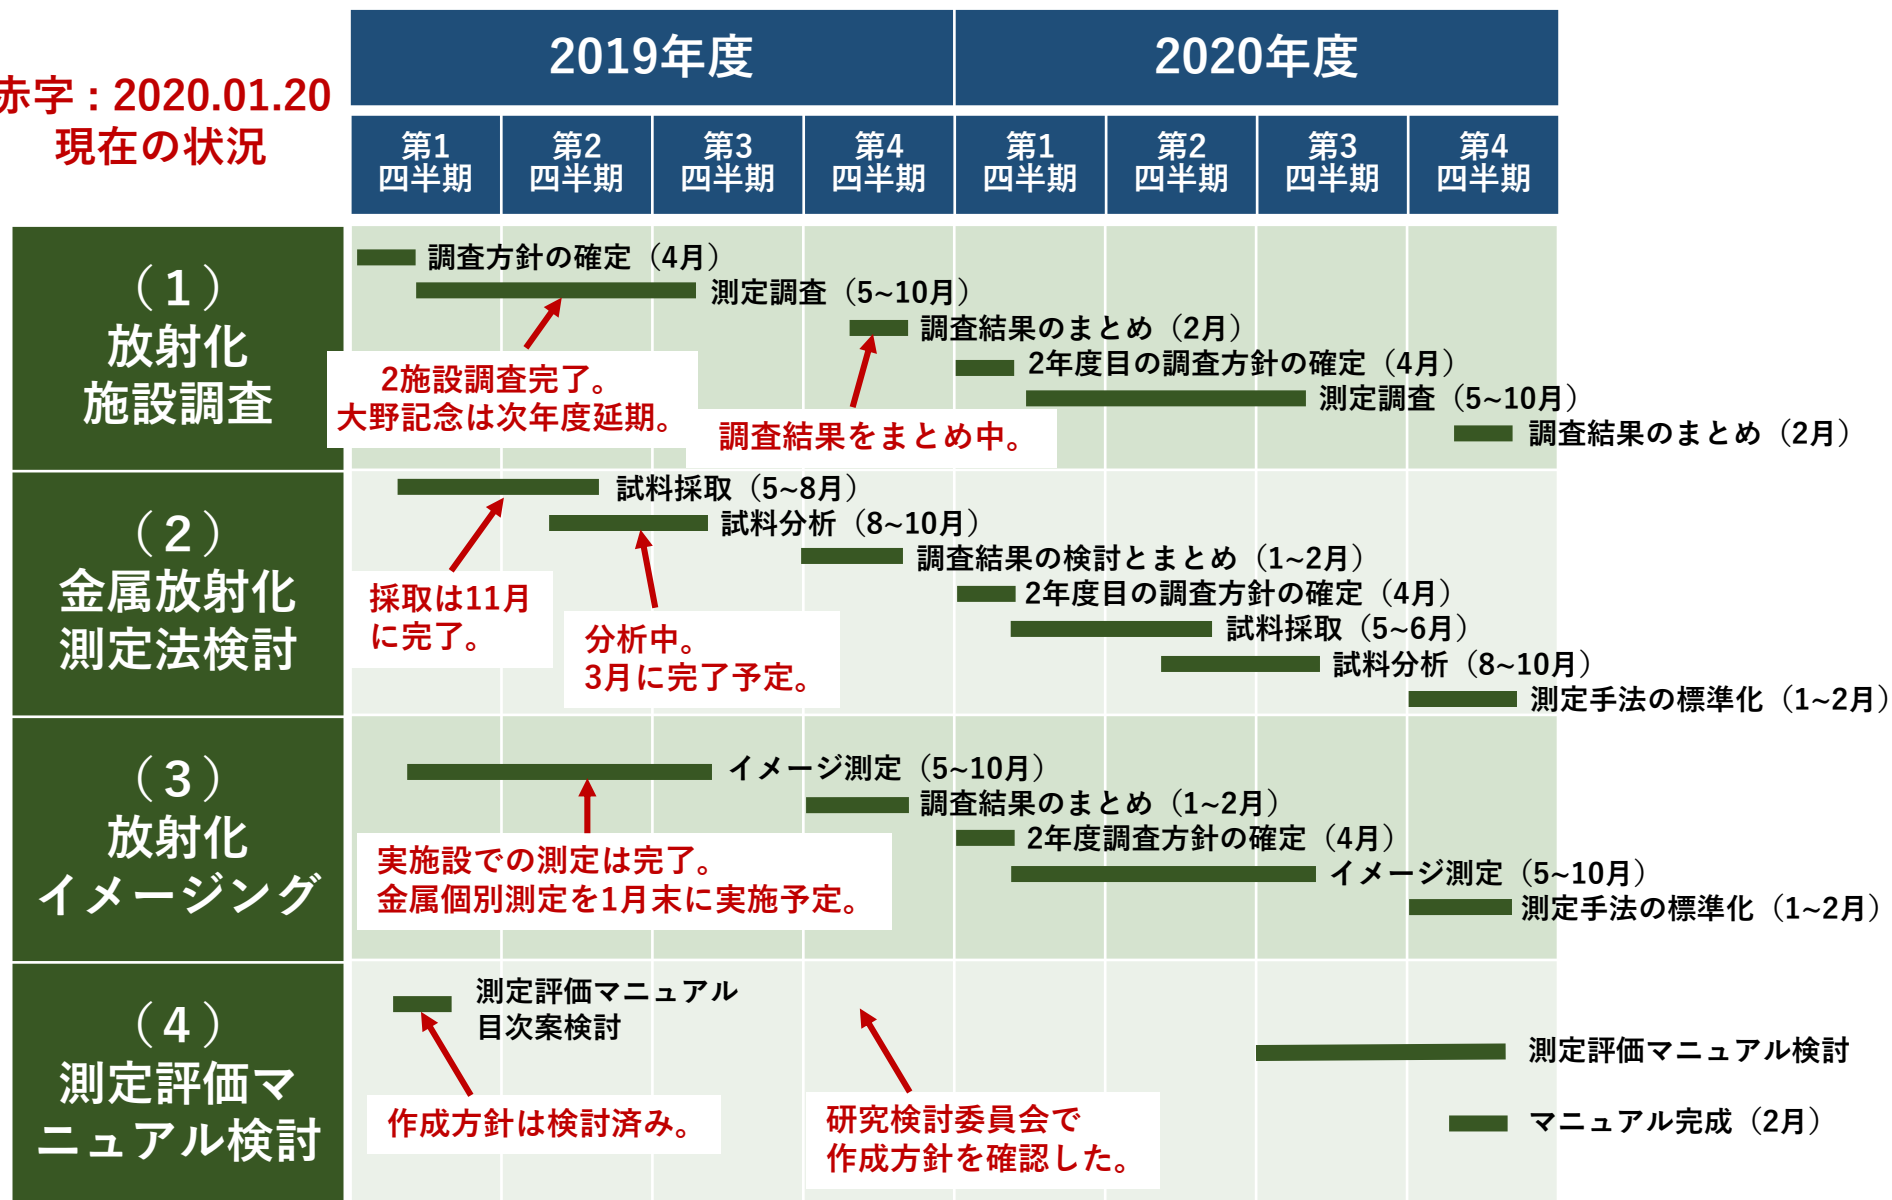 赤字：2020.01.20
現在の状況
2019年度
2020年度
第1
四半期
第2
四半期
第3
四半期
第4
四半期
第1
四半期
第2
四半期
第3
四半期
第4
四半期
（1）
放射化
施設調査
調査方針の確定（4月）
測定調査（5~10月）
調査結果のまとめ（2月）
2年度目の調査方針の確定（4月）
測定調査（5~10月）
調査結果のまとめ（2月）
2施設調査完了。
大野記念は次年度延期。
調査結果をまとめ中。
（2）
金属放射化
測定法検討
試料採取（5~8月）
試料分析（8~10月）
調査結果の検討とまとめ（1~2月）
2年度目の調査方針の確定（4月）
試料採取（5~6月）
試料分析（8~10月）
測定手法の標準化（1~2月）
採取は11月
に完了。
分析中。
3月に完了予定。
（3）
放射化
イメージング
イメージ測定（5~10月）
調査結果のまとめ（1~2月）
2年度調査方針の確定（4月）
イメージ測定（5~10月）
測定手法の標準化（1~2月）
実施設での測定は完了。
金属個別測定を1月末に実施予定。
（4）
測定評価マ
ニュアル検討
測定評価マニュアル
目次案検討
測定評価マニュアル検討
マニュアル完成（2月）
作成方針は検討済み。
研究検討委員会で
作成方針を確認した。